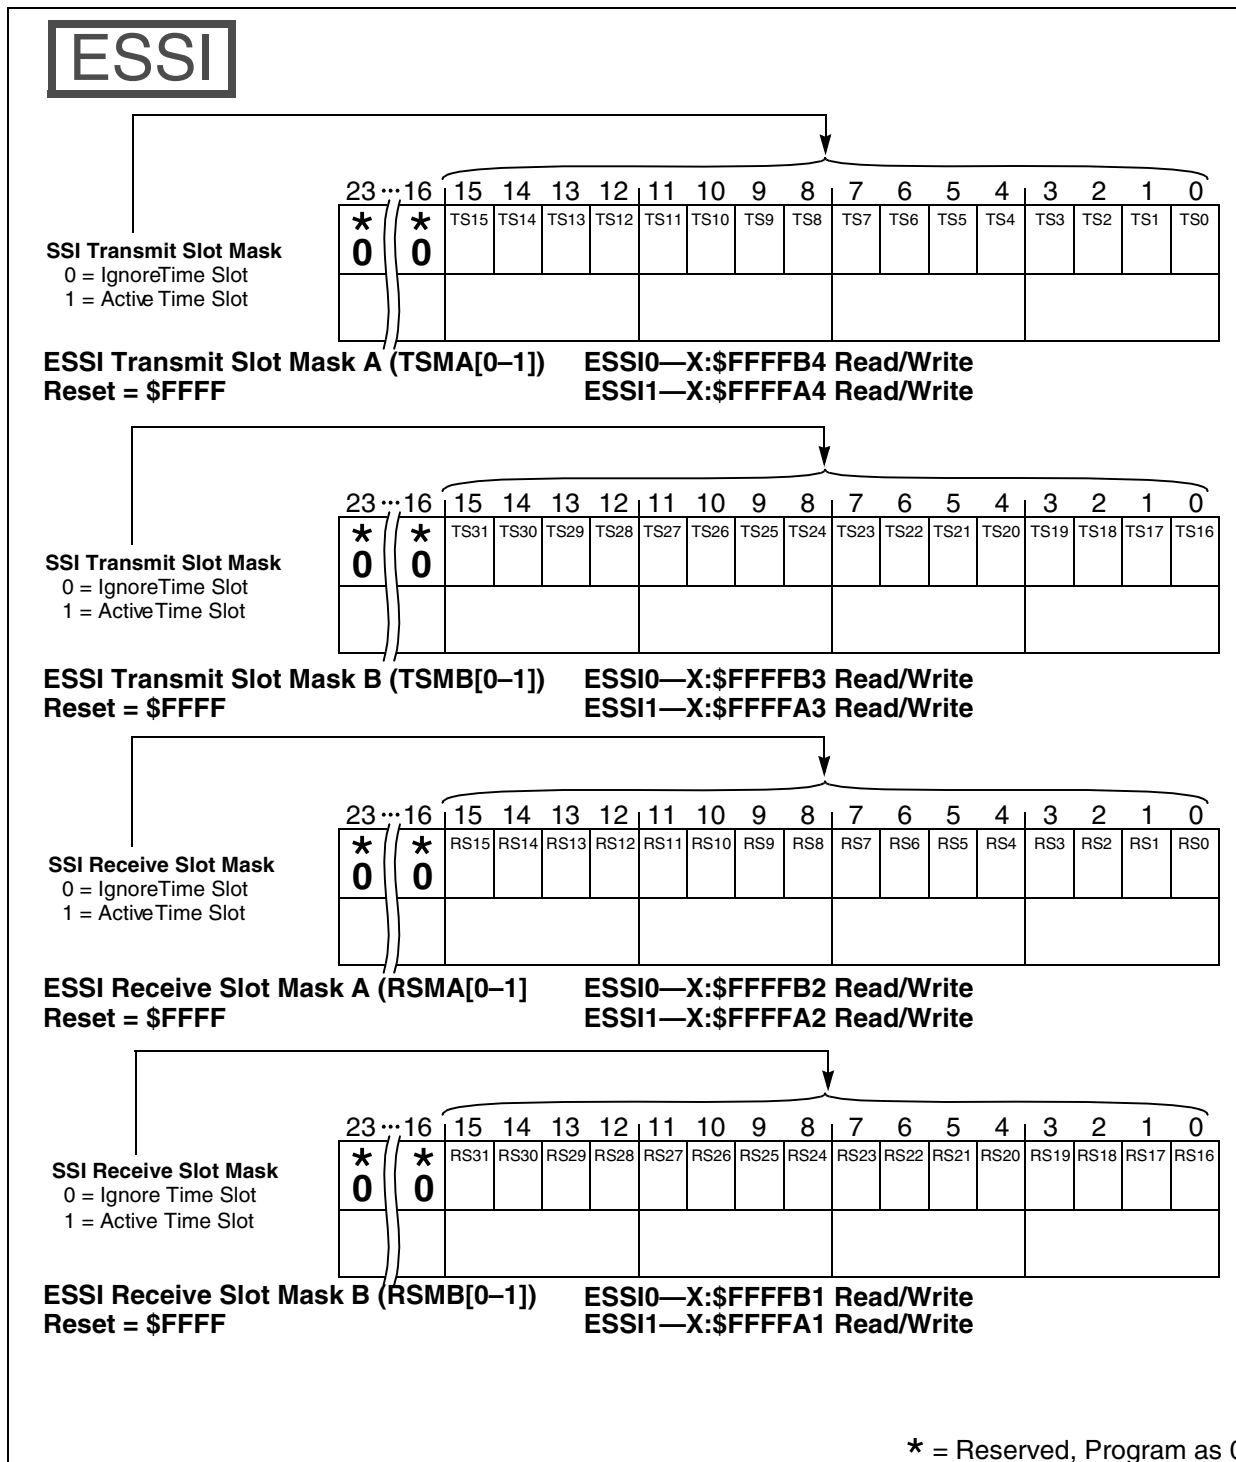 ESSI
23 ... 16 15 14 13 12 11 10 9 8 7 6 5 4 3 2 1 0
* * TS15 TS14 TS13 TS12 TS11 TS10 TS9 TS8 TS7 TS6 TS5 TS4 TS3 TS2 TS1 TS0
0 0
SSI Transmit Slot Mask
0 = IgnoreTime Slot
1 = Active Time Slot
ESSI Transmit Slot Mask A (TSMA[0–1]) ESSI0—X:$FFFFB4 Read/Write
Reset = $FFFF ESSI1—X:$FFFFA4 Read/Write
23 ... 16 15 14 13 12 11 10 9 8 7 6 5 4 3 2 1 0
* * TS31 TS30 TS29 TS28 TS27 TS26 TS25 TS24 TS23 TS22 TS21 TS20 TS19 TS18 TS17 TS16
0 0
SSI Transmit Slot Mask
0 = IgnoreTime Slot
1 = ActiveTime Slot
ESSI Transmit Slot Mask B (TSMB[0–1]) ESSI0—X:$FFFFB3 Read/Write
Reset = $FFFF ESSI1—X:$FFFFA3 Read/Write
23 ... 16 15 14 13 12 11 10 9 8 7 6 5 4 3 2 1 0
* * RS15 RS14 RS13 RS12 RS11 RS10 RS9 RS8 RS7 RS6 RS5 RS4 RS3 RS2 RS1 RS0
0 0
SSI Receive Slot Mask
0 = IgnoreTime Slot
1 = ActiveTime Slot
ESSI Receive Slot Mask A (RSMA[0–1] ESSI0—X:$FFFFB2 Read/Write
Reset = $FFFF ESSI1—X:$FFFFA2 Read/Write
23 ... 16 15 14 13 12 11 10 9 8 7 6 5 4 3 2 1 0
* * RS31 RS30 RS29 RS28 RS27 RS26 RS25 RS24 RS23 RS22 RS21 RS20 RS19 RS18 RS17 RS16
0 0
SSI Receive Slot Mask
0 = Ignore Time Slot
1 = Active Time Slot
ESSI Receive Slot Mask B (RSMB[0–1]) ESSI0—X:$FFFFB1 Read/Write
Reset = $FFFF ESSI1—X:$FFFFA1 Read/Write
* = Reserved, Program as 0